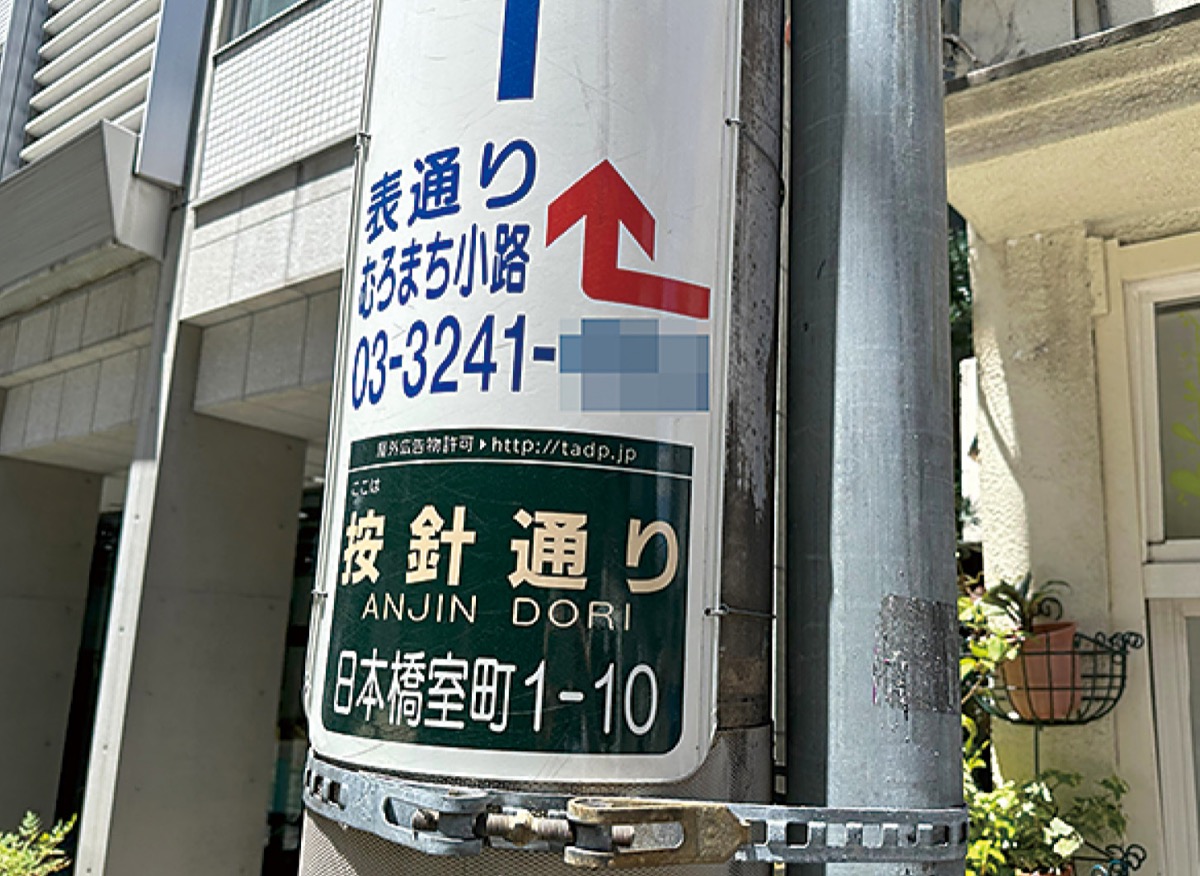 表通り
むろまち小路
03-3241-
屋外広告物許可▶http://tadp.jp
ここは
按針通り
ANJIN DORI
日本橋室町1-10